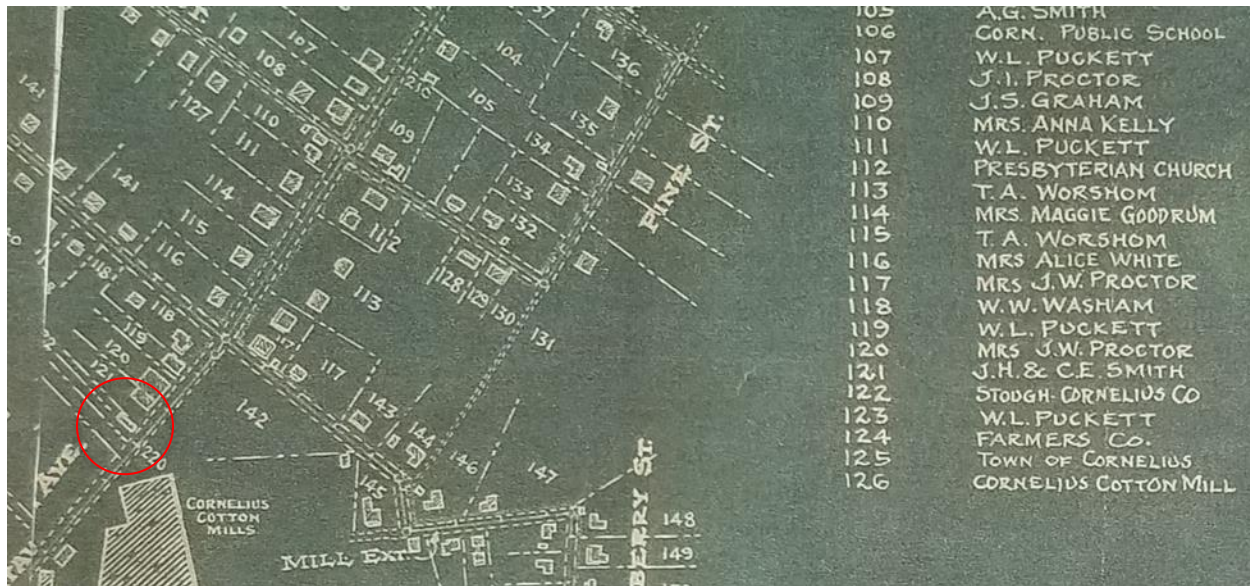 105 A.G. SMITH
106 CORN. PUBLIC SCHOOL
107 W.L. PUCKETT
108 J.I. PROCTOR
109 J.S. GRAHAM
110 MRS. ANNA KELLY
111 W.L. PUCKETT
112 PRESBYTERIAN CHURCH
113 T.A. WORSHOM
114 MRS. MAGGIE GOODRUM
115 T.A. WORSHOM
116 MRS ALICE WHITE
117 MRS J.W. PROCTOR
118 W.W. WASHAM
119 W.L. PUCKETT
120 MRS J.W. PROCTOR
121 J.H. & C.E. SMITH
122 STOUGH-CORNELIUS CO
123 W.L. PUCKETT
124 FARMERS CO.
125 TOWN OF CORNELIUS
126 CORNELIUS COTTON MILL
107
104
136
108
141
127
105
135
110
109
134
111
133
141
114
132
112
115
116
128
129
130
118
113
131
118
119
117
117
120
121
142
143
144
146
147
145
220
148
149
PINE ST.
BERRY ST.
AVE.
MILL EXT.
CORNELIUS
COTTON
MILLS